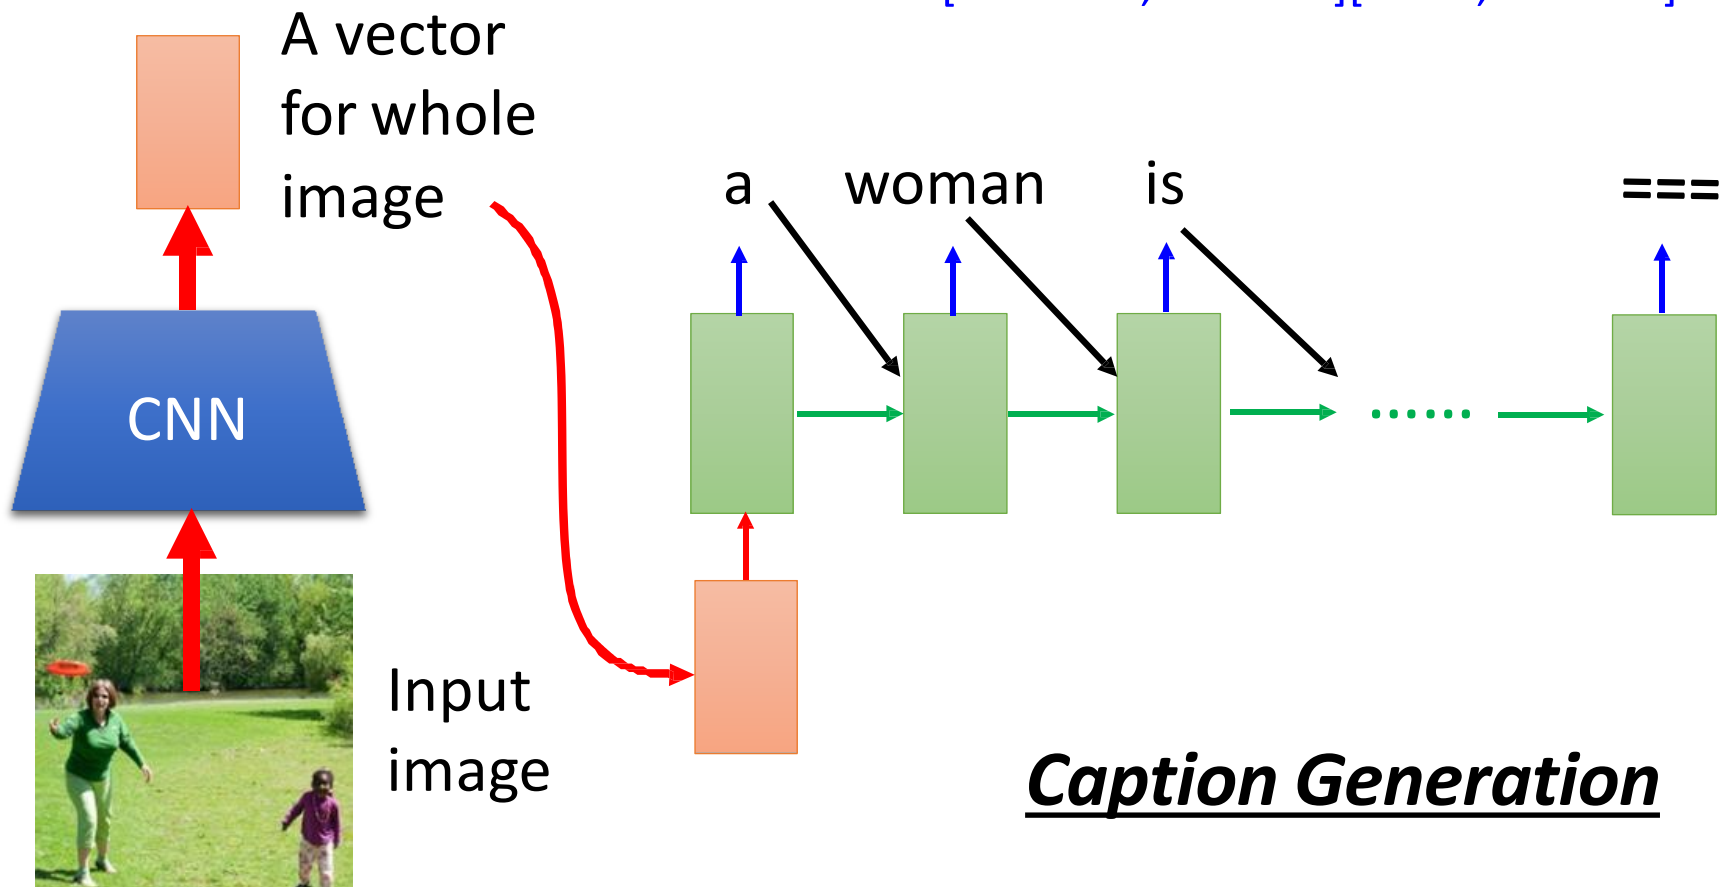 A vector
for whole
image
a woman is ===
CNN
Input
image
Caption Generation